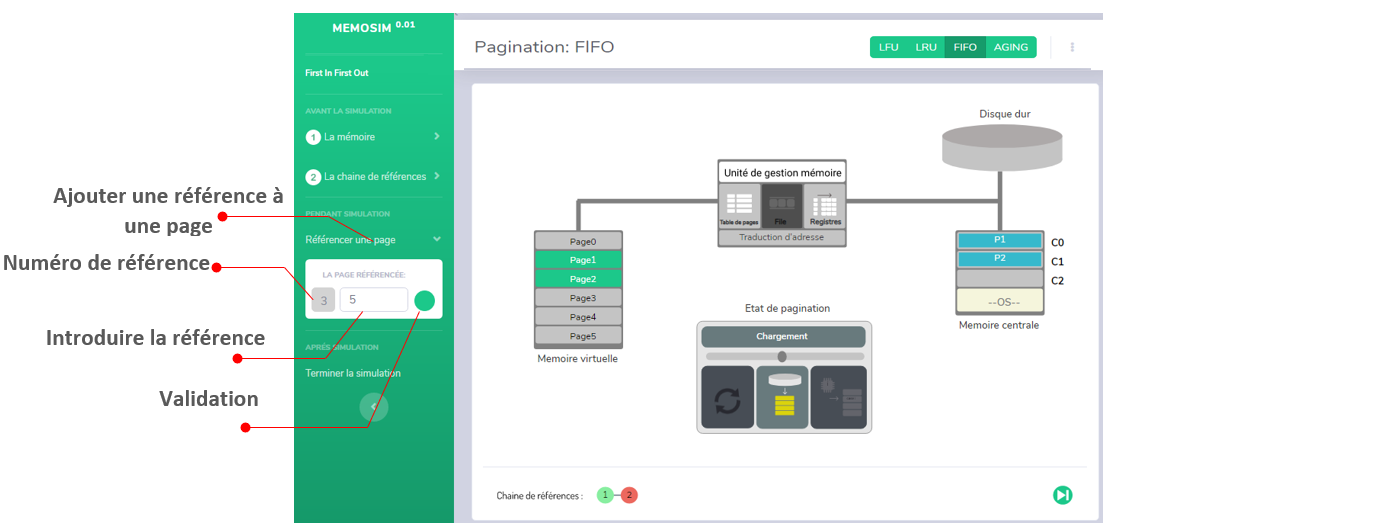 MEMOSIM 0.01
First In First Out
AVANT LA SIMULATION
1 La mémoire
2 La chaine de références
PENDANT SIMULATION
Référencer une page
LA PAGE RÉFÉRENCÉE:
3 5
APRÉS SIMULATION
Terminer la simulation
Ajouter une référence à
une page
Numéro de référence
Introduire la référence
Validation
Pagination: FIFO
LFU LRU FIFO AGING
Disque dur
Unité de gestion mémoire
Table de pages File Registres
Traduction d'adresse
Page0
Page1
Page2
Page3
Page4
Page5
Memoire virtuelle
P1 C0
P2 C1
C2
--OS--
Memoire centrale
Etat de pagination
Chargement
Chaine de références : 1 2